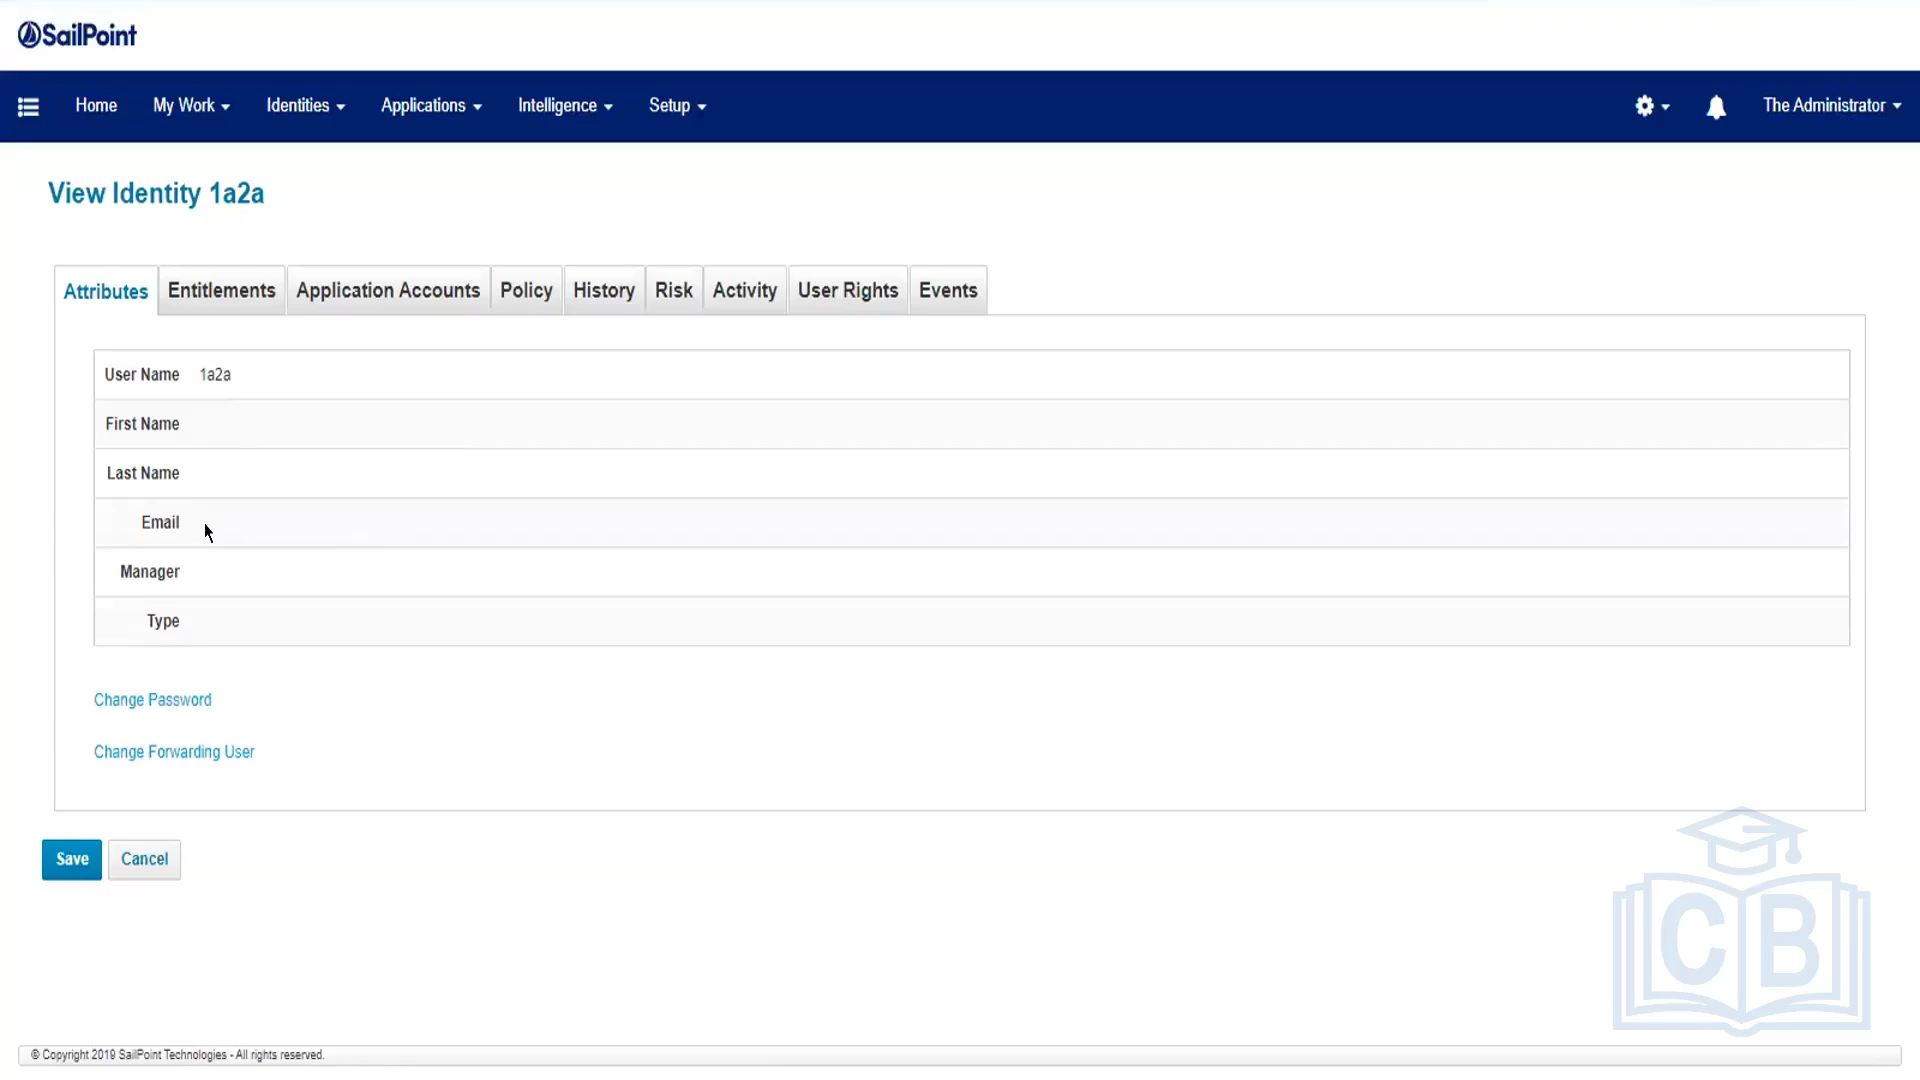 SailPoint
Home My Work Identities Applications Intelligence Setup The Administrator
View Identity 1a2a
Attributes Entitlements Application Accounts Policy History Risk Activity User Rights Events
User Name 1a2a
First Name
Last Name
Email
Manager
Type
Change Password
Change Forwarding User
Save Cancel
CB
© Copyright 2019 SailPoint Technologies - All rights reserved.